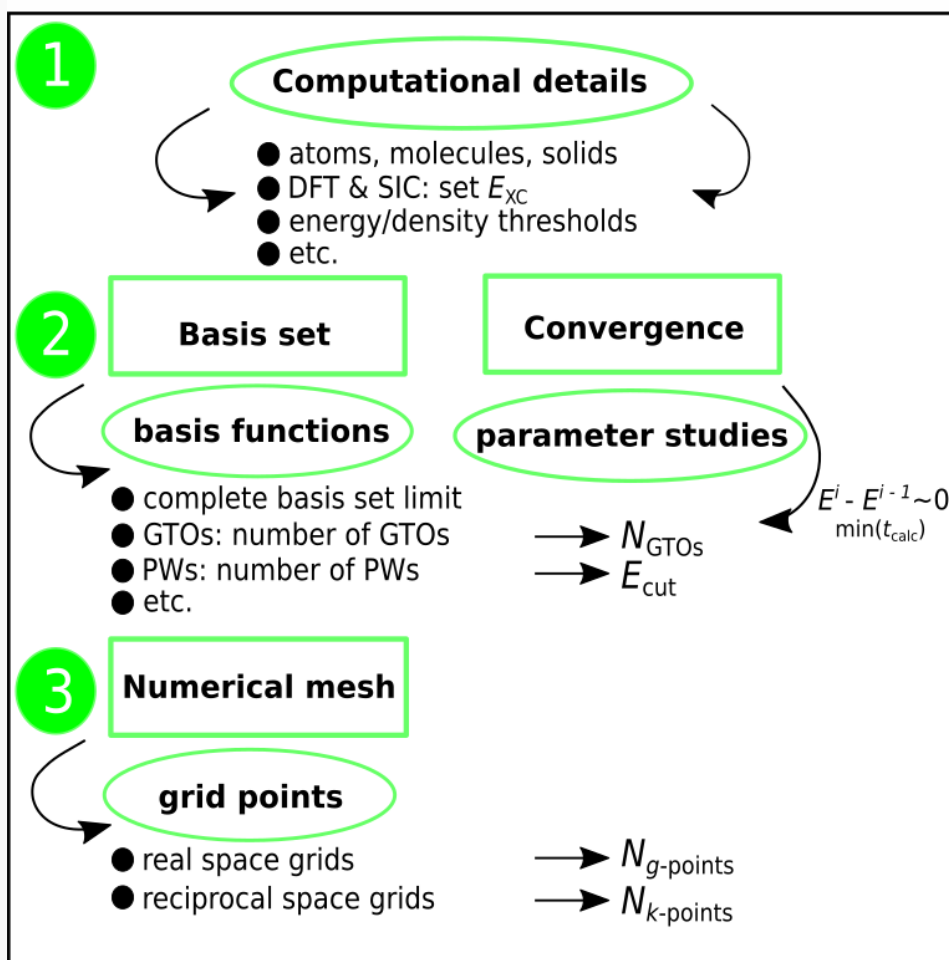 1
Computational details
● atoms, molecules, solids
● DFT & SIC: set E_XC
● energy/density thresholds
● etc.
2
Basis set
Convergence
basis functions
parameter studies
● complete basis set limit
E^i - E^{i-1}~0
min(t_calc)
● GTOs: number of GTOs → N_GTOs
● PWs: number of PWs → E_cut
● etc.
3
Numerical mesh
grid points
● real space grids → N_g-points
● reciprocal space grids → N_k-points